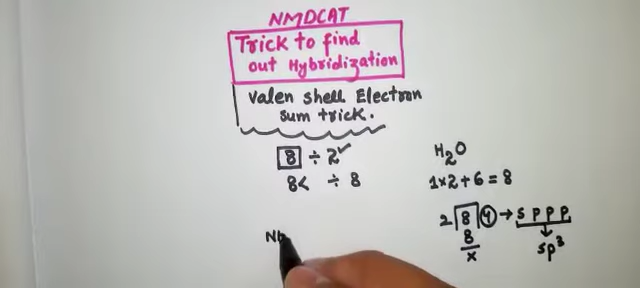 NMDCAT
Trick to find
out Hybridization
Valen shell Electron
sum trick.
8 ÷ 2✓
8< ÷ 8
H₂O
1×2+6=8
2 8 4 → s p p p
8
x
sp³